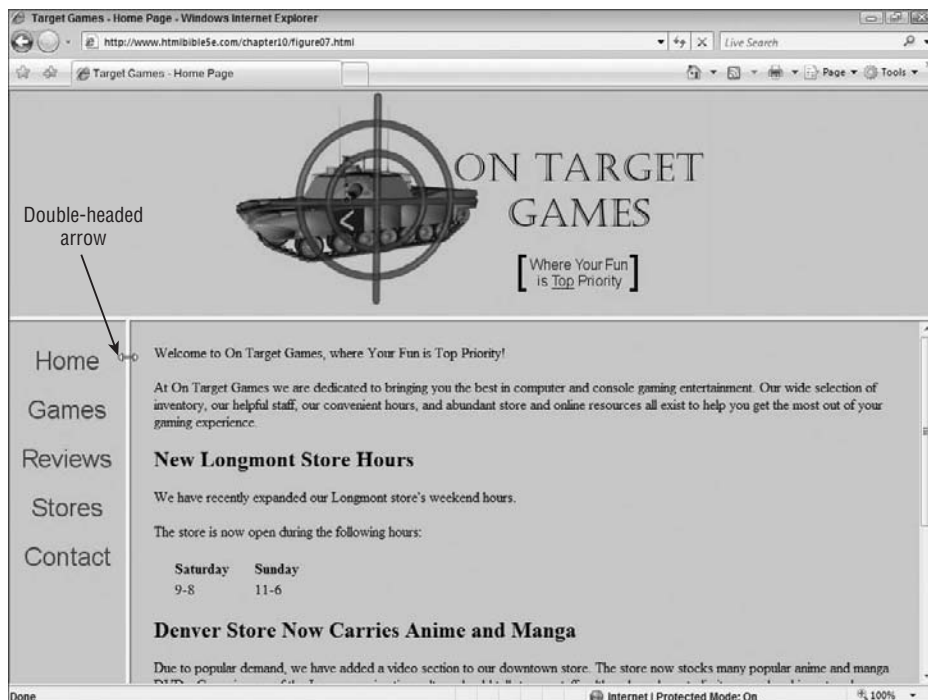 Target Games - Home Page - Windows Internet Explorer
http://www.htmlbible5e.com/chapter10/figure07.html
Live Search
Target Games - Home Page
Page
Tools
ON TARGET
GAMES
[Where Your Fun
is Top Priority]
Double-headed
arrow
Home
Games
Reviews
Stores
Contact
Welcome to On Target Games, where Your Fun is Top Priority!
At On Target Games we are dedicated to bringing you the best in computer and console gaming entertainment. Our wide selection of
inventory, our helpful staff, our convenient hours, and abundant store and online resources all exist to help you get the most out of your
gaming experience.
New Longmont Store Hours
We have recently expanded our Longmont store's weekend hours.
The store is now open during the following hours:
Saturday Sunday
9-8 11-6
Denver Store Now Carries Anime and Manga
Due to popular demand, we have added a video section to our downtown store. The store now stocks many popular anime and manga
Done
Internet | Protected Mode: On
100%